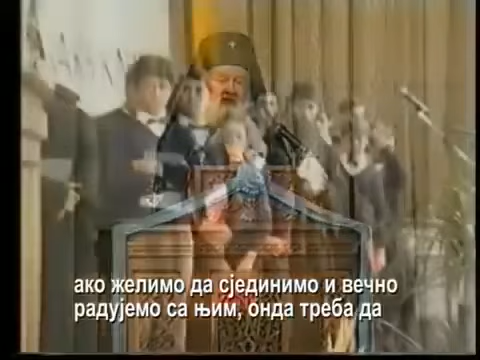 ако желимо да сјединимо и вечно
радујемо са њим, онда треба да